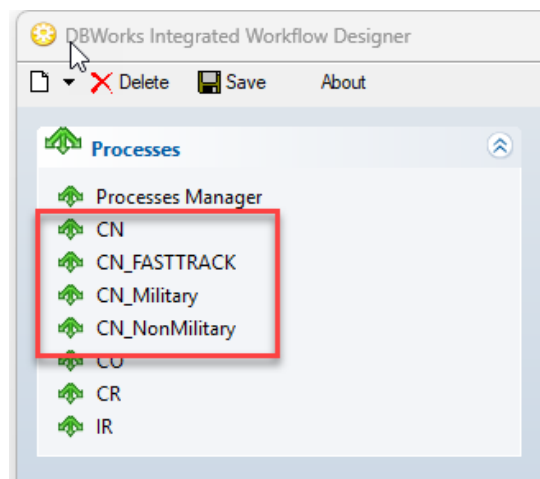 DBWorks Integrated Workflow Designer
Delete Save About
Processes
Processes Manager
CN
CN_FASTTRACK
CN_Military
CN_NonMilitary
CO
CR
IR